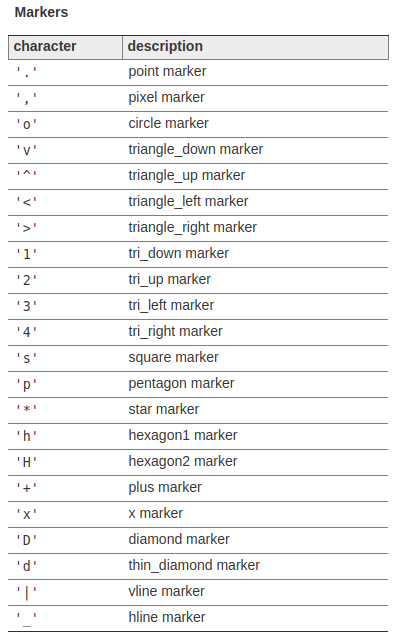 Markers
character description
'.' point marker
',' pixel marker
'o' circle marker
'v' triangle_down marker
'^' triangle_up marker
'<' triangle_left marker
'>' triangle_right marker
'1' tri_down marker
'2' tri_up marker
'3' tri_left marker
'4' tri_right marker
's' square marker
'p' pentagon marker
'*' star marker
'h' hexagon1 marker
'H' hexagon2 marker
'+' plus marker
'x' x marker
'D' diamond marker
'd' thin_diamond marker
'|' vline marker
'_' hline marker